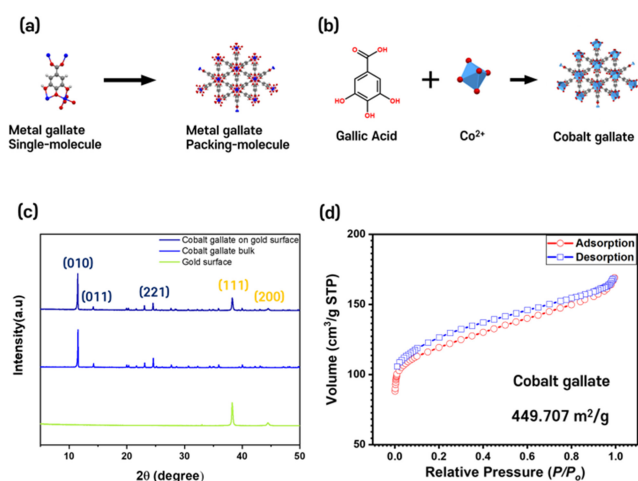 (a)
Metal gallate
Single-molecule
Metal gallate
Packing-molecule
(b)
O
OH
HO
OH
OH
Gallic Acid
Co²⁺
Cobalt gallate
(c)
Cobalt gallate on gold surface
Cobalt gallate bulk
Gold surface
(010)
(011)
(221)
(111)
(200)
Intensity(a.u)
10
20
30
40
50
2θ (degree)
(d)
Adsorption
Desorption
200
150
100
50
Volume (cm³/g STP)
Cobalt gallate
449.707 m²/g
0.0
0.2
0.4
0.6
0.8
1.0
Relative Pressure (P/Pₒ)